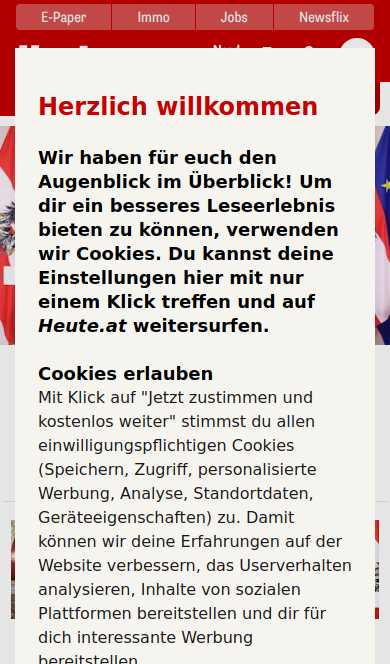 E-Paper
Immo
Jobs
Newsflix
Herzlich willkommen
Wir haben für euch den
Augenblick im Überblick! Um
dir ein besseres Leseerlebnis
bieten zu können, verwenden
wir Cookies. Du kannst deine
Einstellungen hier mit nur
einem Klick treffen und auf
Heute.at weitersurfen.
Cookies erlauben
Mit Klick auf "Jetzt zustimmen und
kostenlos weiter" stimmst du allen
einwilligungspflichtigen Cookies
(Speichern, Zugriff, personalisierte
Werbung, Analyse, Standortdaten,
Geräteeigenschaften) zu. Damit
können wir deine Erfahrungen auf der
Website verbessern, das Userverhalten
analysieren, Inhalte von sozialen
Plattformen bereitstellen und dir für
dich interessante Werbung
bereitstellen